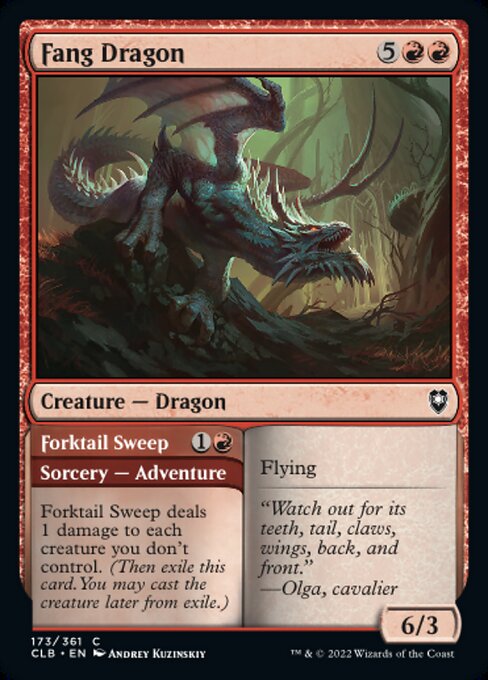 Fang Dragon 5
Creature — Dragon
Forktail Sweep 1
Sorcery — Adventure
Forktail Sweep deals
1 damage to each
creature you don't
control. (Then exile this
card. You may cast the
creature later from exile.)
Flying
“Watch out for its
teeth, tail, claws,
wings, back, and
front.”
—Olga, cavalier
6/3
173/361 C
CLB • EN Andrey Kuzinskiy
™ & © 2022 Wizards of the Coast